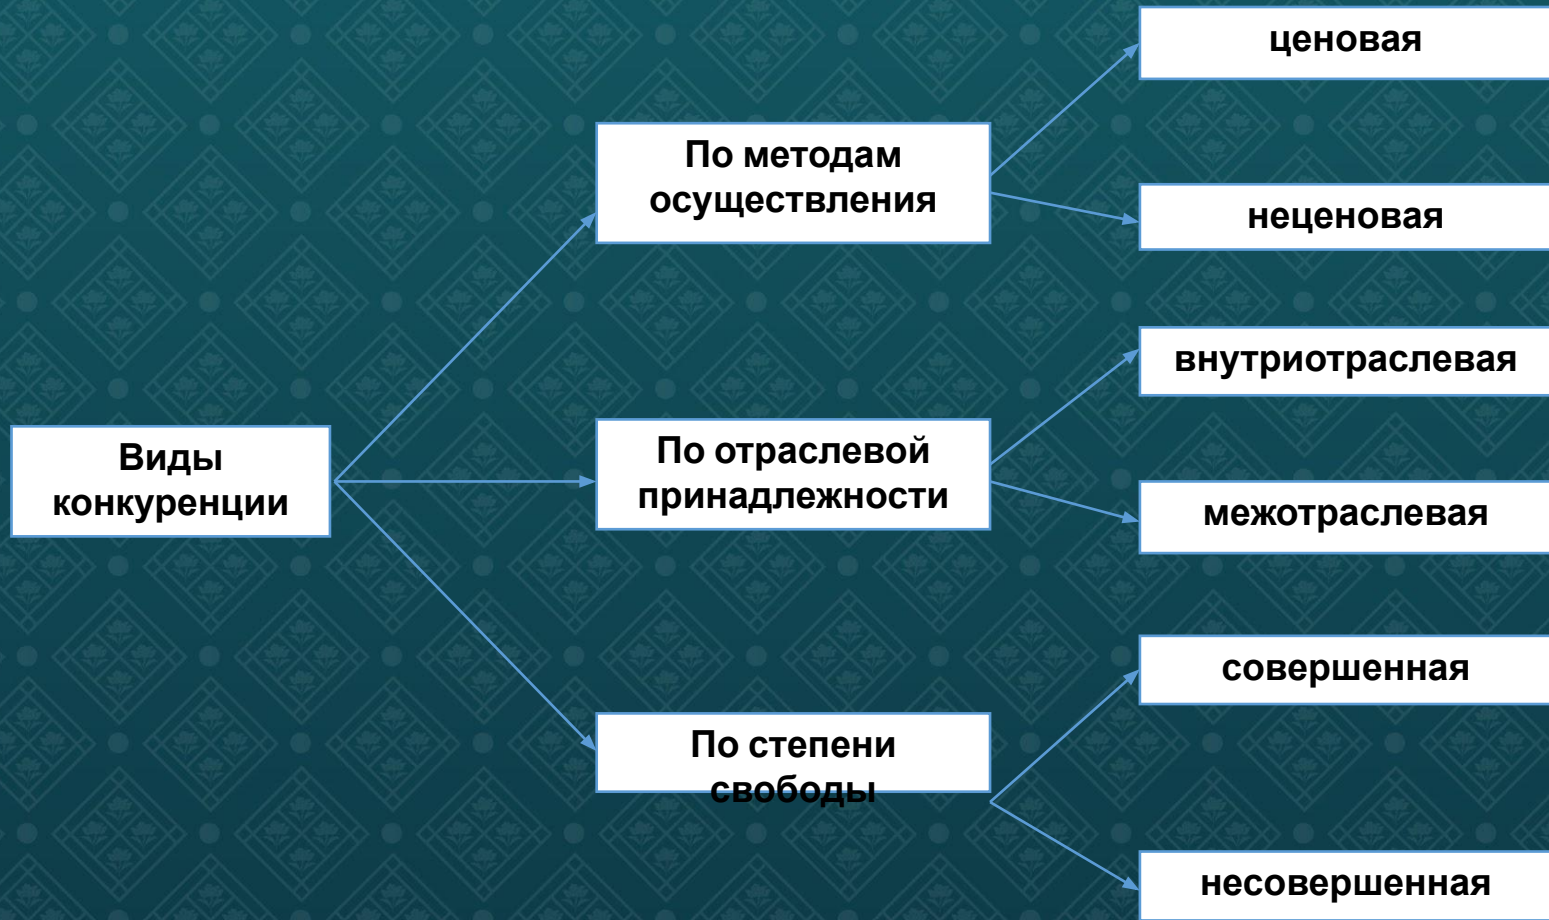 Виды
конкуренции
По методам
осуществления
ценовая
неценовая
По отраслевой
принадлежности
внутриотраслевая
межотраслевая
По степени
свободы
совершенная
несовершенная